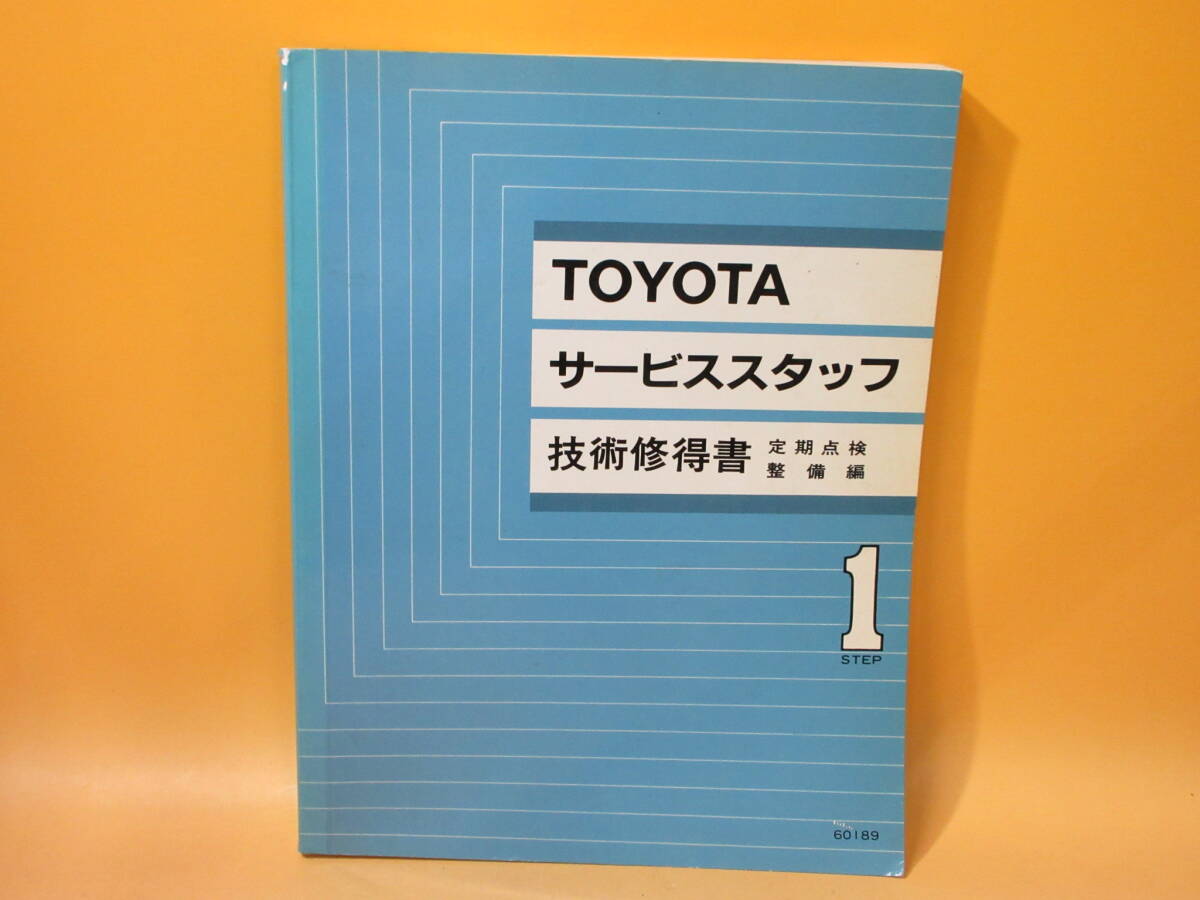 TOYOTA
サービススタッフ
技術修得書
定期点検
整備編
1
STEP
60189